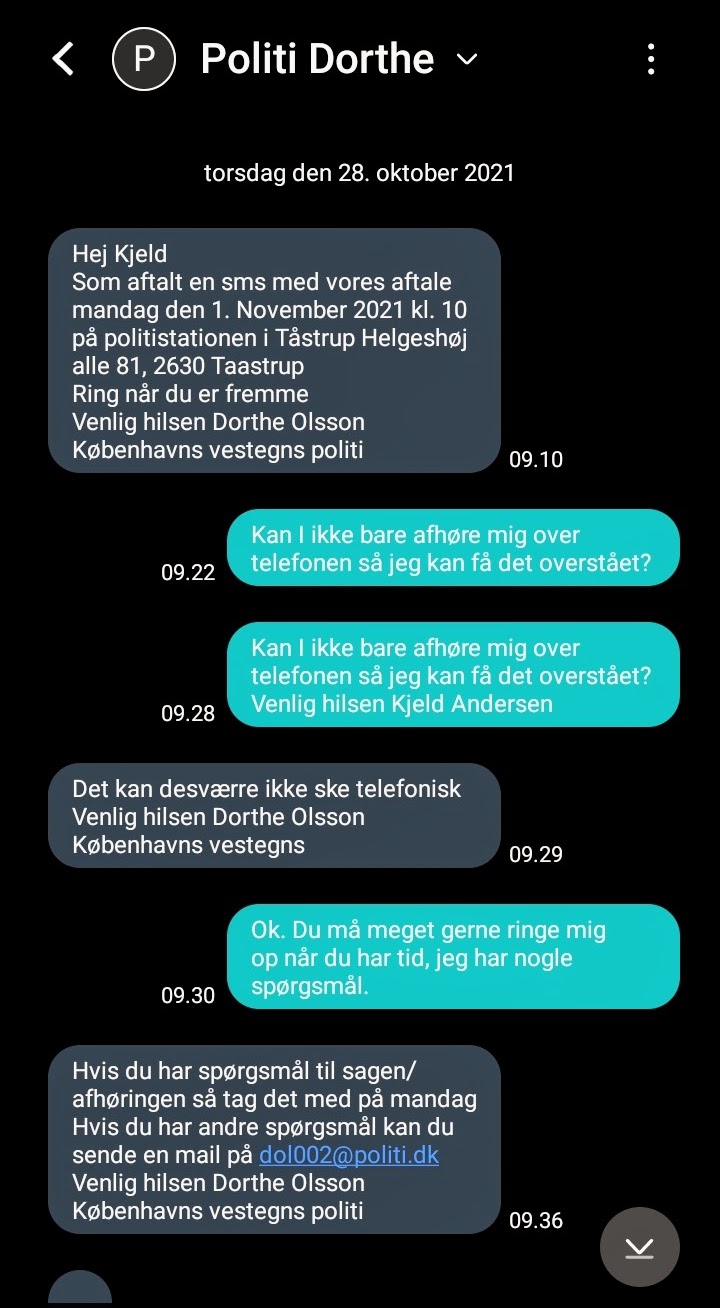 P
Politi Dorthe
torsdag den 28. oktober 2021
Hej Kjeld
Som aftalt en sms med vores aftale
mandag den 1. November 2021 kl. 10
på politistationen i Tåstrup Helgeshøj
alle 81, 2630 Taastrup
Ring når du er fremme
Venlig hilsen Dorthe Olsson
Københavns vestegns politi
09.10
Kan I ikke bare afhøre mig over
telefonen så jeg kan få det overstået?
09.22
Kan I ikke bare afhøre mig over
telefonen så jeg kan få det overstået?
Venlig hilsen Kjeld Andersen
09.28
Det kan desværre ikke ske telefonisk
Venlig hilsen Dorthe Olsson
Københavns vestegns
09.29
Ok. Du må meget gerne ringe mig
op når du har tid, jeg har nogle
spørgsmål.
09.30
Hvis du har spørgsmål til sagen/
afhøringen så tag det med på mandag
Hvis du har andre spørgsmål kan du
sende en mail på dol002@politi.dk
Venlig hilsen Dorthe Olsson
Københavns vestegns politi
09.36